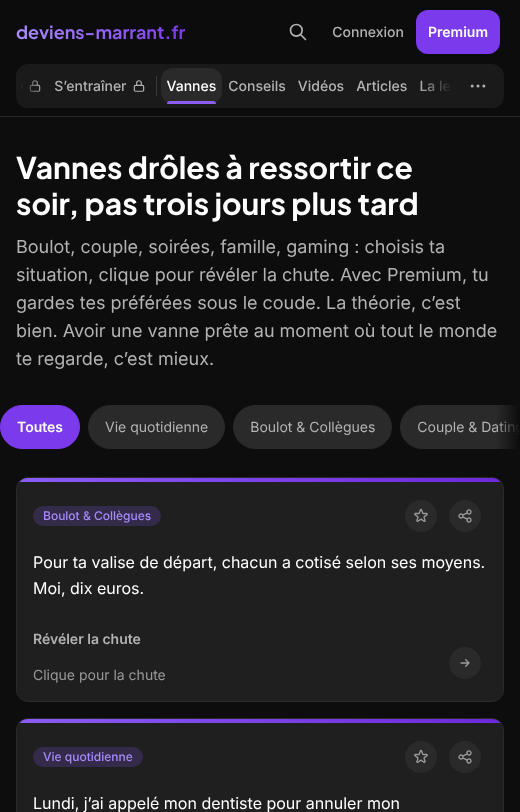 deviens-marrant.fr
Connexion
Premium
S'entraîner
Vannes
Conseils
Vidéos
Articles
La le
Vannes drôles à ressortir ce
soir, pas trois jours plus tard
Boulot, couple, soirées, famille, gaming : choisis ta
situation, clique pour révéler la chute. Avec Premium, tu
gardes tes préférées sous le coude. La théorie, c'est
bien. Avoir une vanne prête au moment où tout le monde
te regarde, c'est mieux.
Toutes
Vie quotidienne
Boulot & Collègues
Couple & Dating
Boulot & Collègues
Pour ta valise de départ, chacun a cotisé selon ses moyens.
Moi, dix euros.
Révéler la chute
Clique pour la chute
Vie quotidienne
Lundi, j'ai appelé mon dentiste pour annuler mon